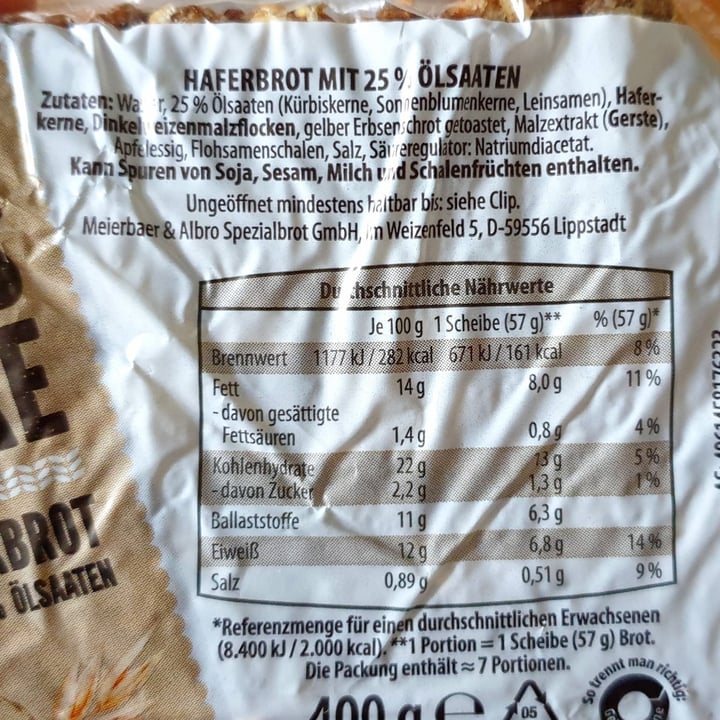 HAFERBROT MIT 25 % ÖLSAATEN
Zutaten: 25 % Ölsaaten (Kürbiskerne, Sonnenblumenkerne, Leinsamen), Hafer-
kerne, gelber Erbsenschrot getoastet, Malzextrakt (Gerste),
Apfelessig, Flohsamenschalen, Salz, Säureregulator: Natriumdiacetat.
Kann Spuren von Soja, Sesam, Milch und Schalenfrüchten enthalten.
Ungeöffnet mindestens haltbar bis: siehe Clip.
Meierbaer & Albro Spezialbrot GmbH, Im Weizenfeld 5, D-59556 Lippstadt
Durchschnittliche Nährwerte
Je 100 g 1 Scheibe (57 g)** % (57 g)*
Brennwert 1177 kJ / 282 kcal 671 kJ / 161 kcal 8 %
Fett 14 g 8,0 g 11 %
- davon gesättigte
Fettsäuren 1,4 g 0,8 g 4 %
Kohlenhydrate 22 g 13 g 5 %
- davon Zucker 2,2 g 1,3 g 1 %
Ballaststoffe 11 g 6,3 g
Eiweiß 12 g 6,8 g 14 %
Salz 0,89 g 0,51 g 9 %
*Referenzmenge für einen durchschnittlichen Erwachsenen
(8.400 kJ / 2.000 kcal). **1 Portion = 1 Scheibe (57 g) Brot.
Die Packung enthält ≈ 7 Portionen.
400 g e
05
So trennt man richtig:
BROT
ÖLSAATEN